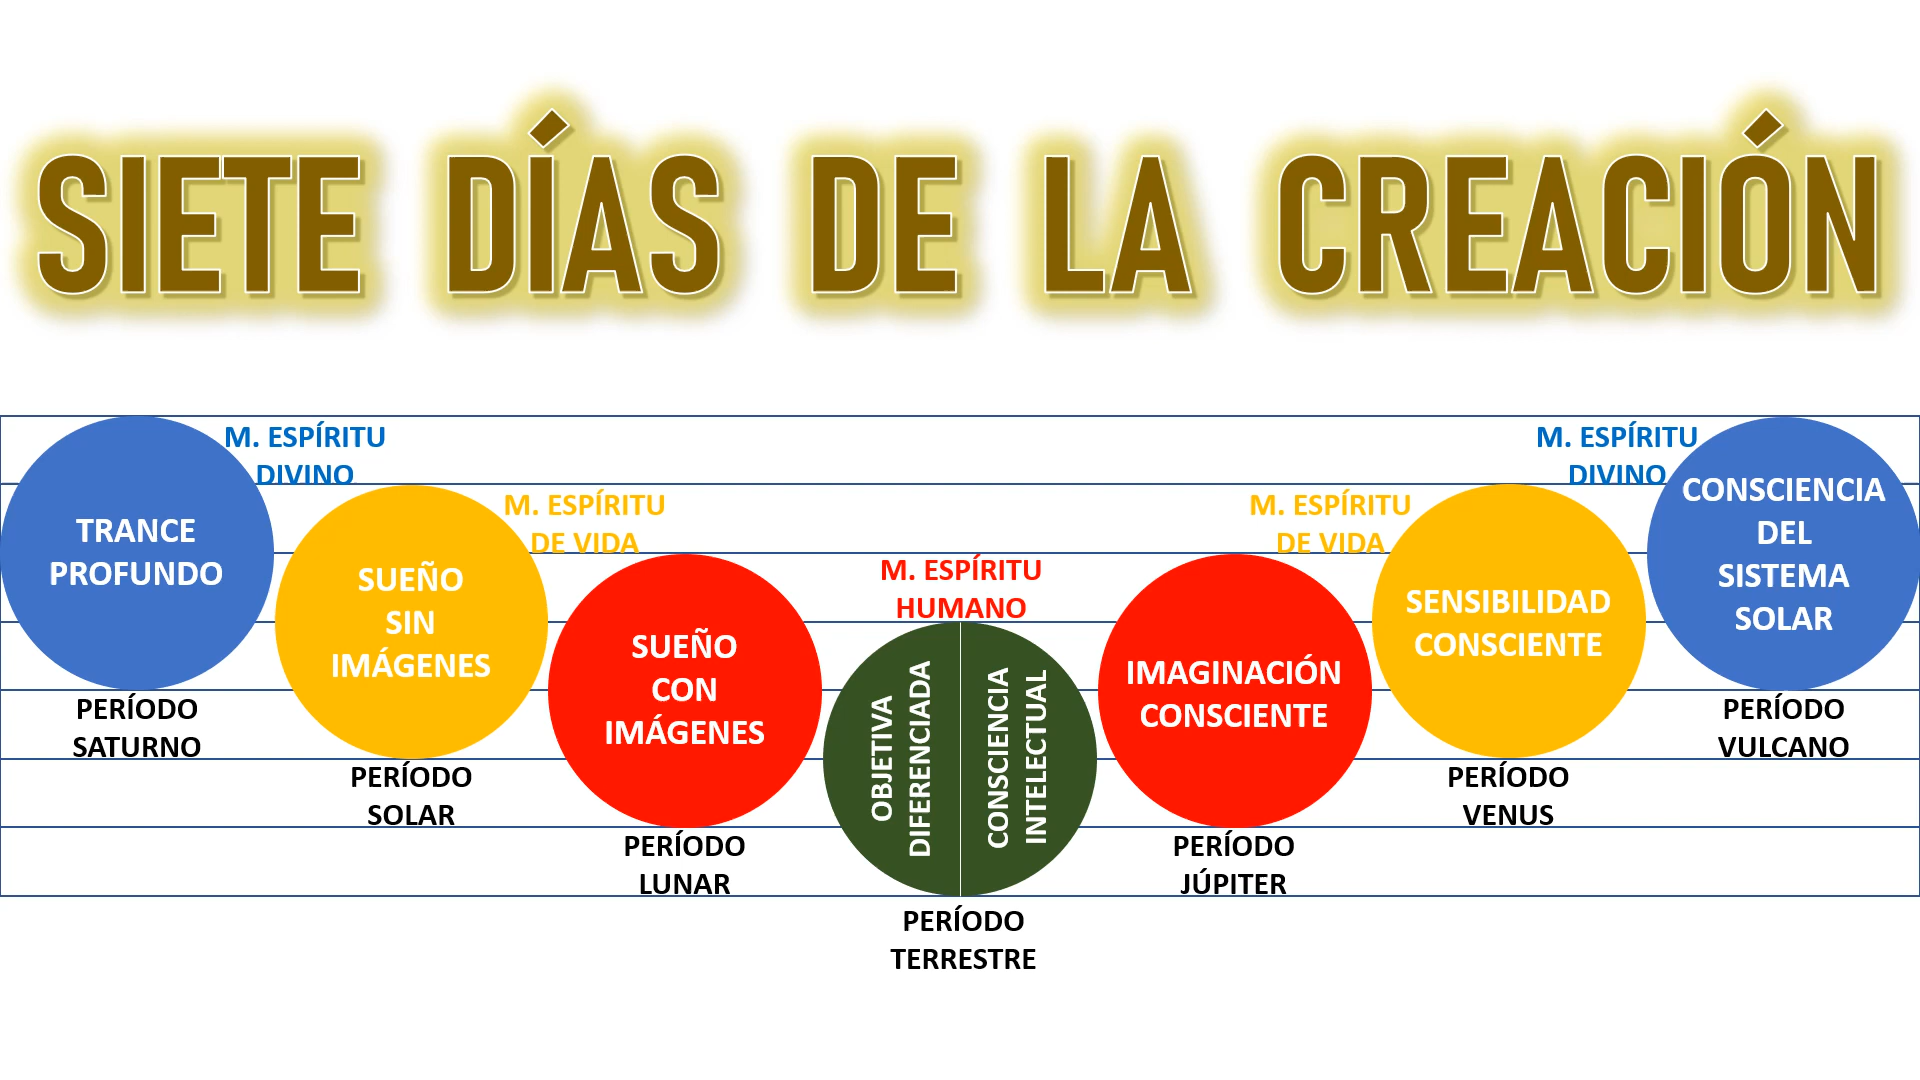 SIETE DÍAS DE LA CREACIÓN
M. ESPÍRITU
DIVINO
TRANCE
PROFUNDO
PERÍODO
SATURNO
M. ESPÍRITU
DE VIDA
SUEÑO
SIN
IMÁGENES
PERÍODO
SOLAR
SUEÑO
CON
IMÁGENES
PERÍODO
LUNAR
M. ESPÍRITU
HUMANO
OBJETIVA
DIFERENCIADA
CONSCIENCIA
INTELECTUAL
PERÍODO
TERRESTRE
IMAGINACIÓN
CONSCIENTE
PERÍODO
JÚPITER
M. ESPÍRITU
DE VIDA
SENSIBILIDAD
CONSCIENTE
PERÍODO
VENUS
M. ESPÍRITU
DIVINO
CONSCIENCIA
DEL
SISTEMA
SOLAR
PERÍODO
VULCANO